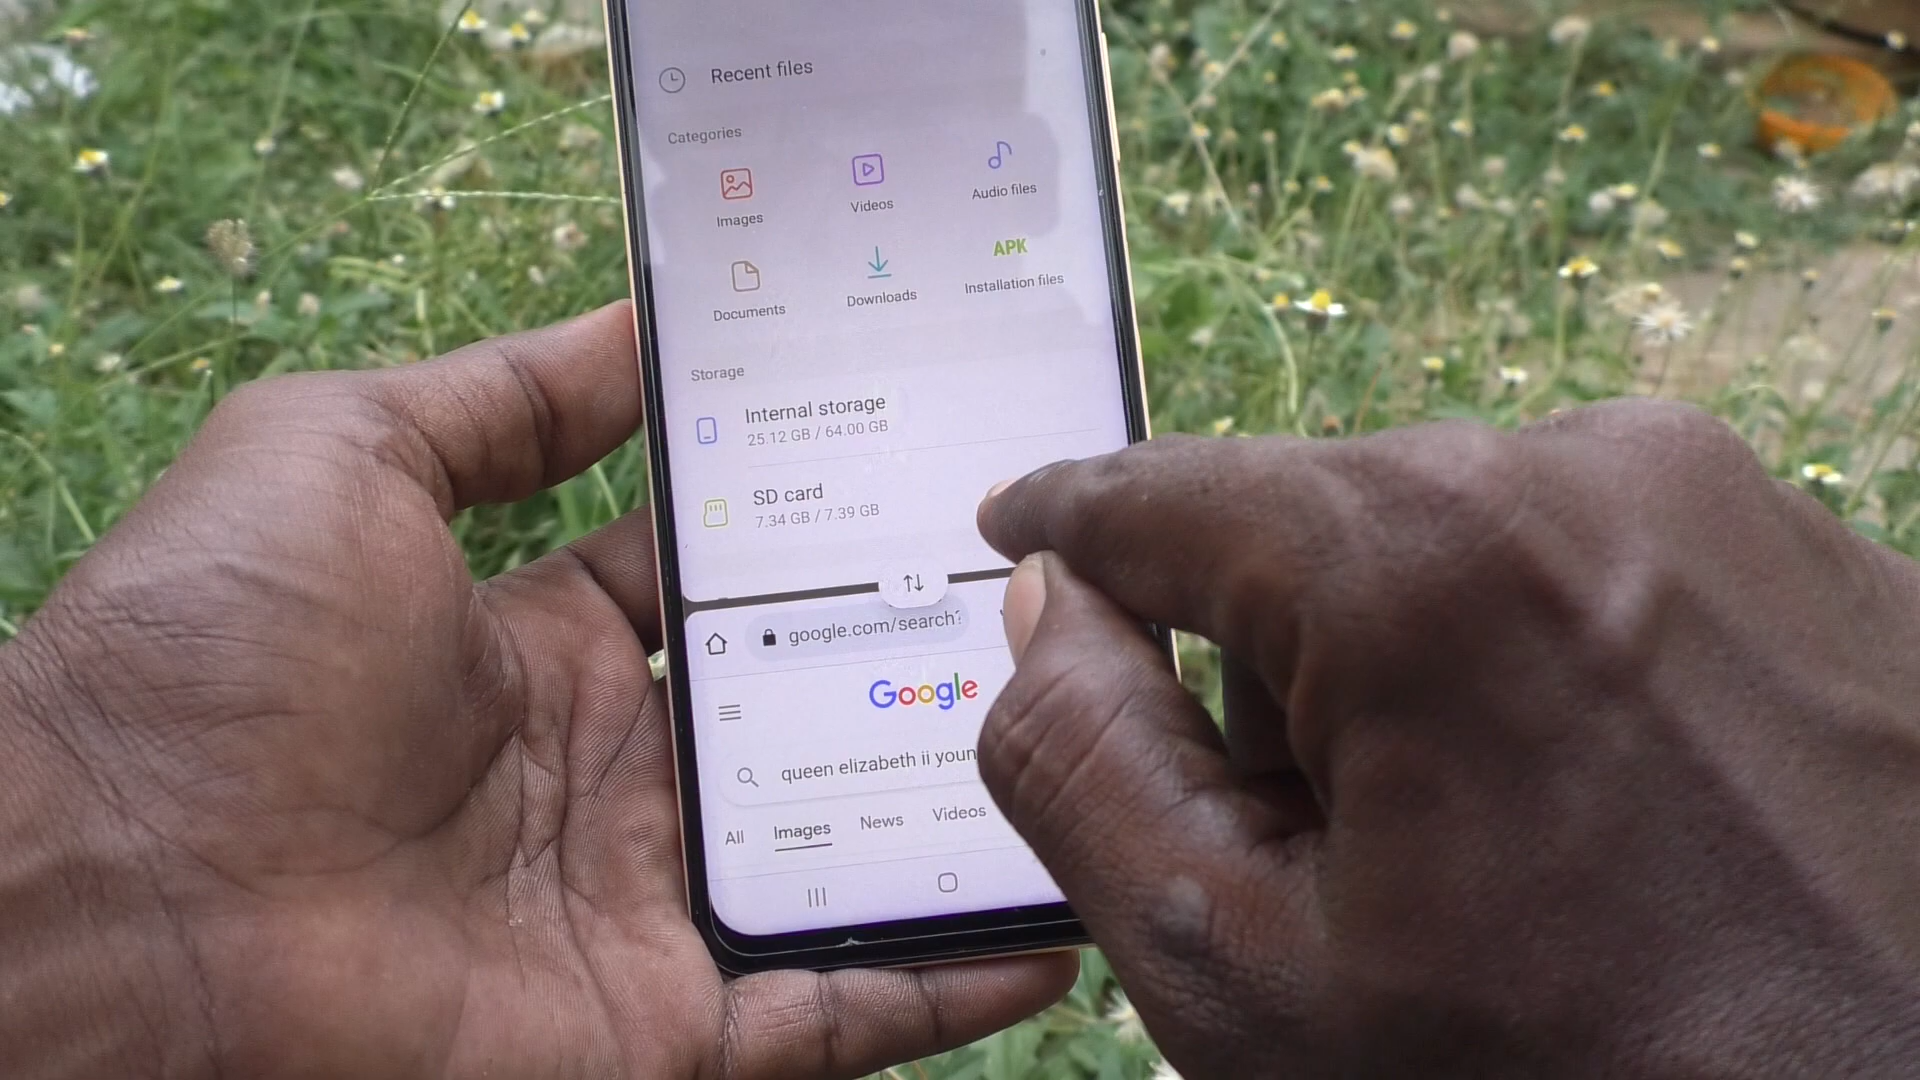 Recent files
Categories
Images
Videos
Audio files
Documents
Downloads
APK
Installation files
Storage
Internal storage
25.12 GB / 64.00 GB
SD card
7.34 GB / 7.39 GB
google.com/search?
Google
queen elizabeth ii youn
All Images News Videos